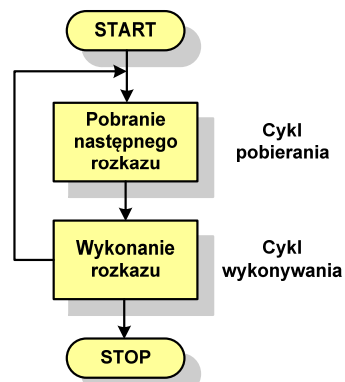 START
Pobranie
następnego
rozkazu
Cykl
pobierania
Wykonanie
rozkazu
Cykl
wykonywania
STOP